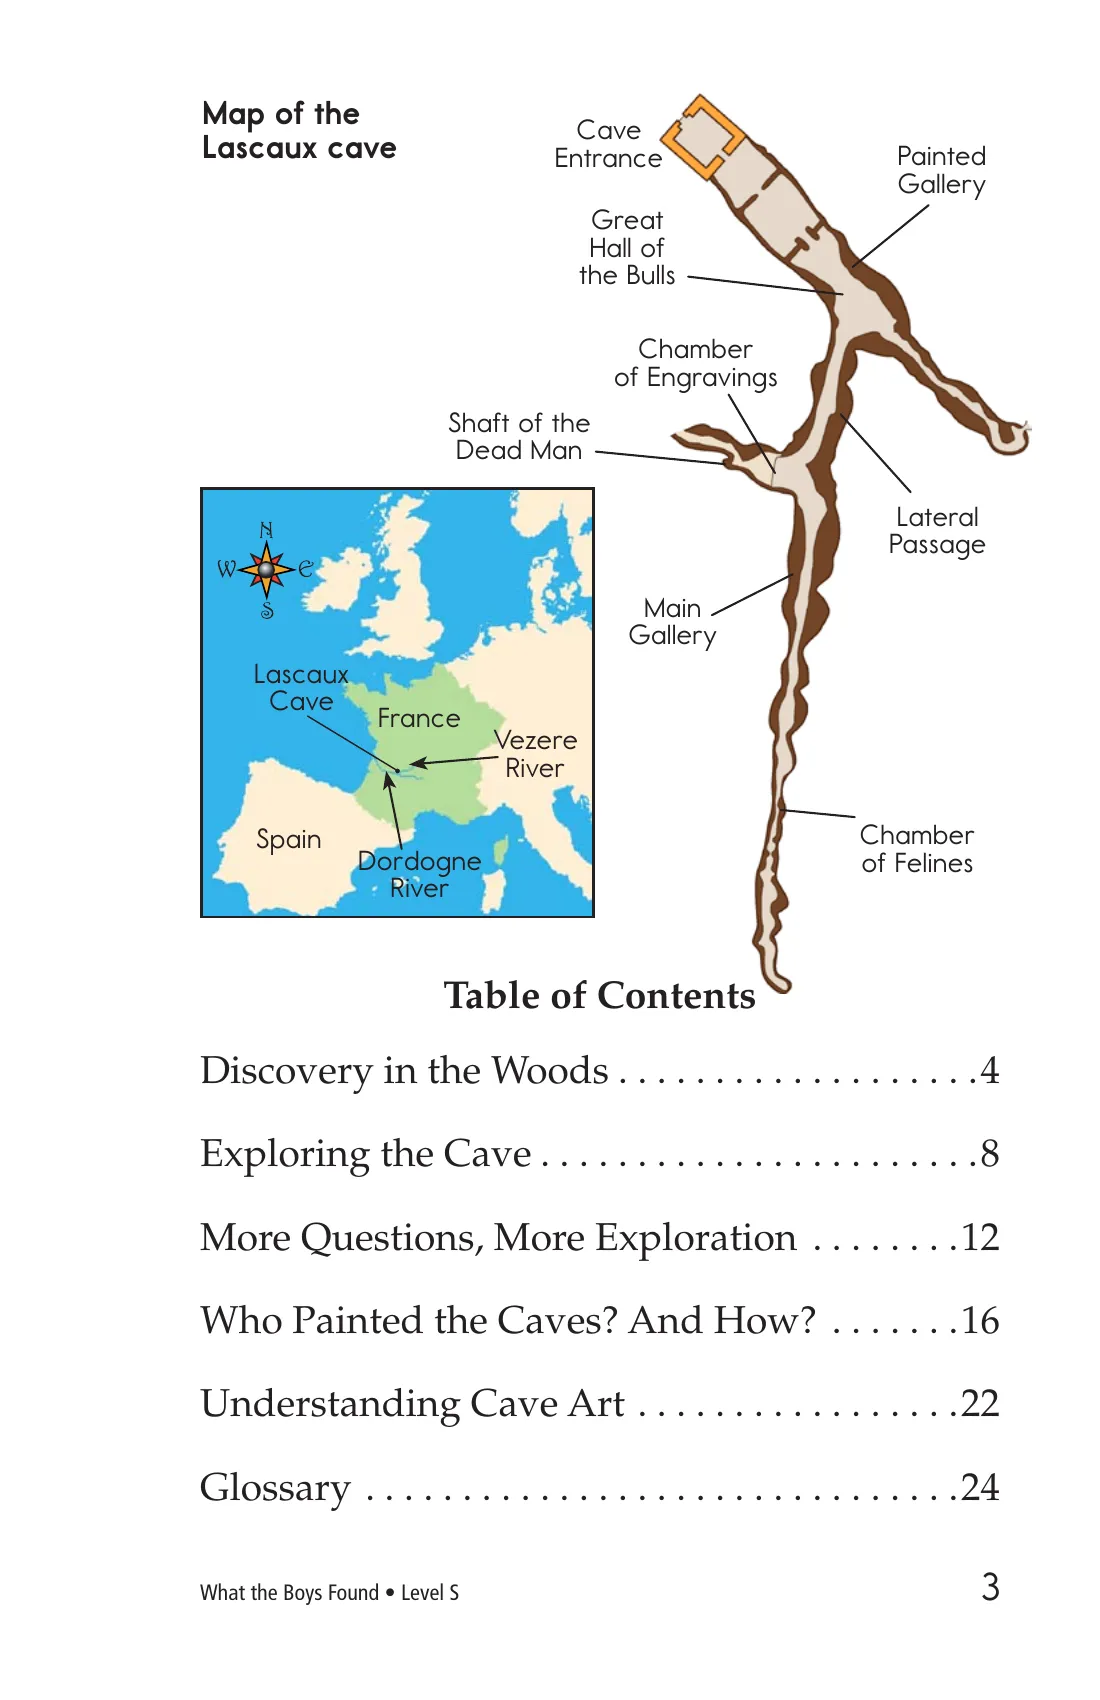 Map of the
Lascaux cave
Cave
Entrance
Painted
Gallery
Great
Hall of
the Bulls
Chamber
of Engravings
Shaft of the
Dead Man
Lateral
Passage
Main
Gallery
Chamber
of Felines
N
W
E
S
Lascaux
Cave
France
Vezere
River
Spain
Dordogne
River
Table of Contents
Discovery in the Woods . . . . . . . . . . . . . . . . . . .4
Exploring the Cave . . . . . . . . . . . . . . . . . . . . . . .8
More Questions, More Exploration . . . . . . . .12
Who Painted the Caves? And How? . . . . . . .16
Understanding Cave Art . . . . . . . . . . . . . . . . .22
Glossary . . . . . . . . . . . . . . . . . . . . . . . . . . . . . . .24
What the Boys Found • Level S
3